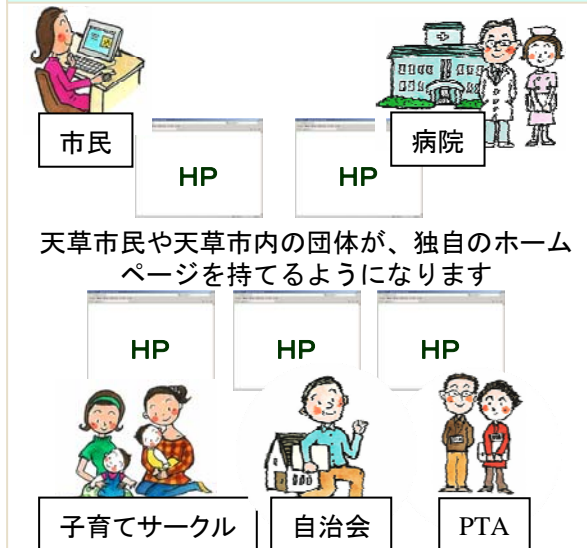 市民
病院
HP HP
天草市民や天草市内の団体が、独自のホーム
ページを持てるようになります
HP HP HP
子育てサークル 自治会 PTA